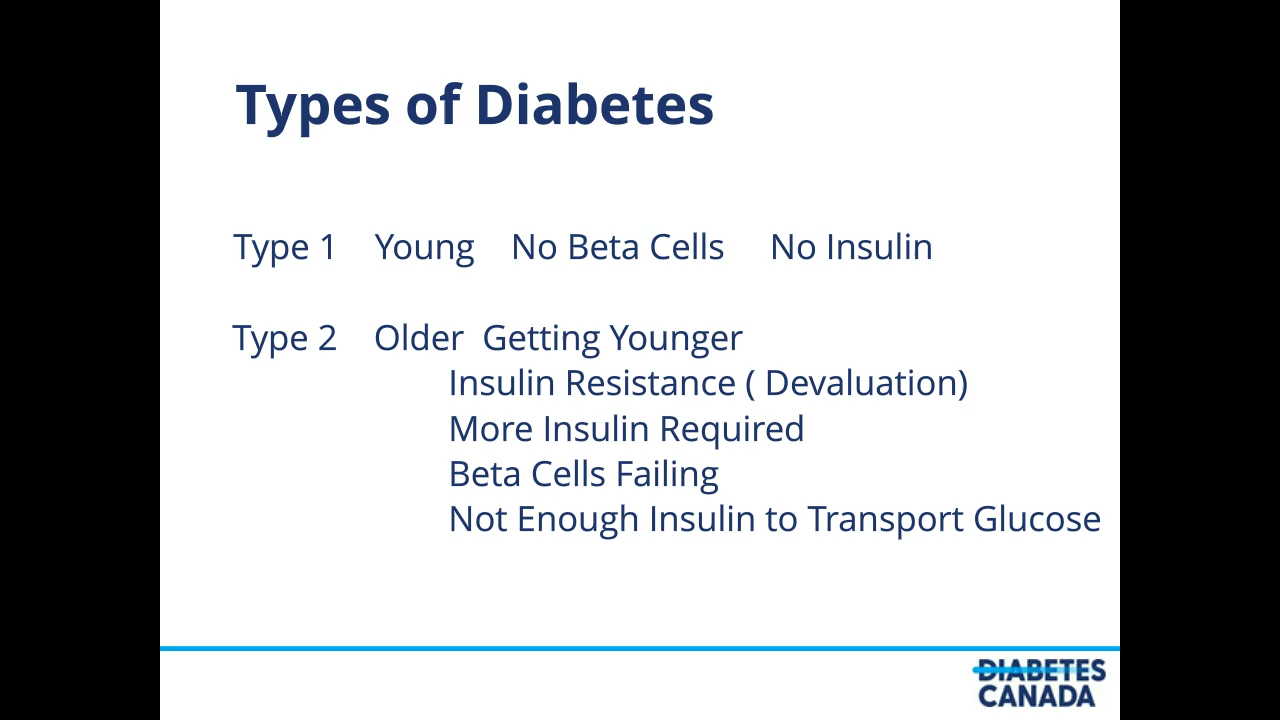 Types of Diabetes
Type 1 Young No Beta Cells No Insulin
Type 2 Older Getting Younger
Insulin Resistance ( Devaluation)
More Insulin Required
Beta Cells Failing
Not Enough Insulin to Transport Glucose
DIABETES
CANADA